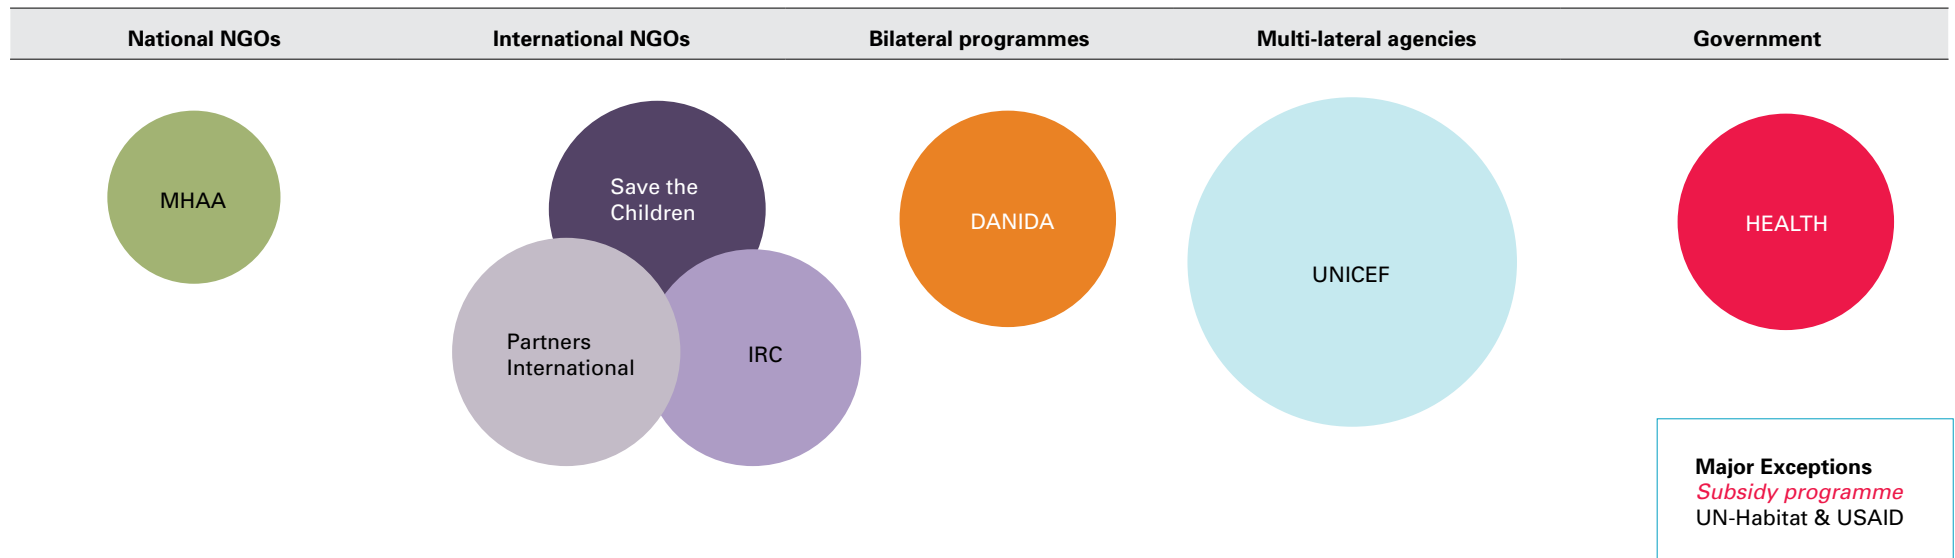 National NGOs
International NGOs
Bilateral programmes
Multi-lateral agencies
Government
MHAA
Save the
Children
Partners
International
IRC
DANIDA
UNICEF
HEALTH
Major Exceptions
Subsidy programme
UN-Habitat & USAID